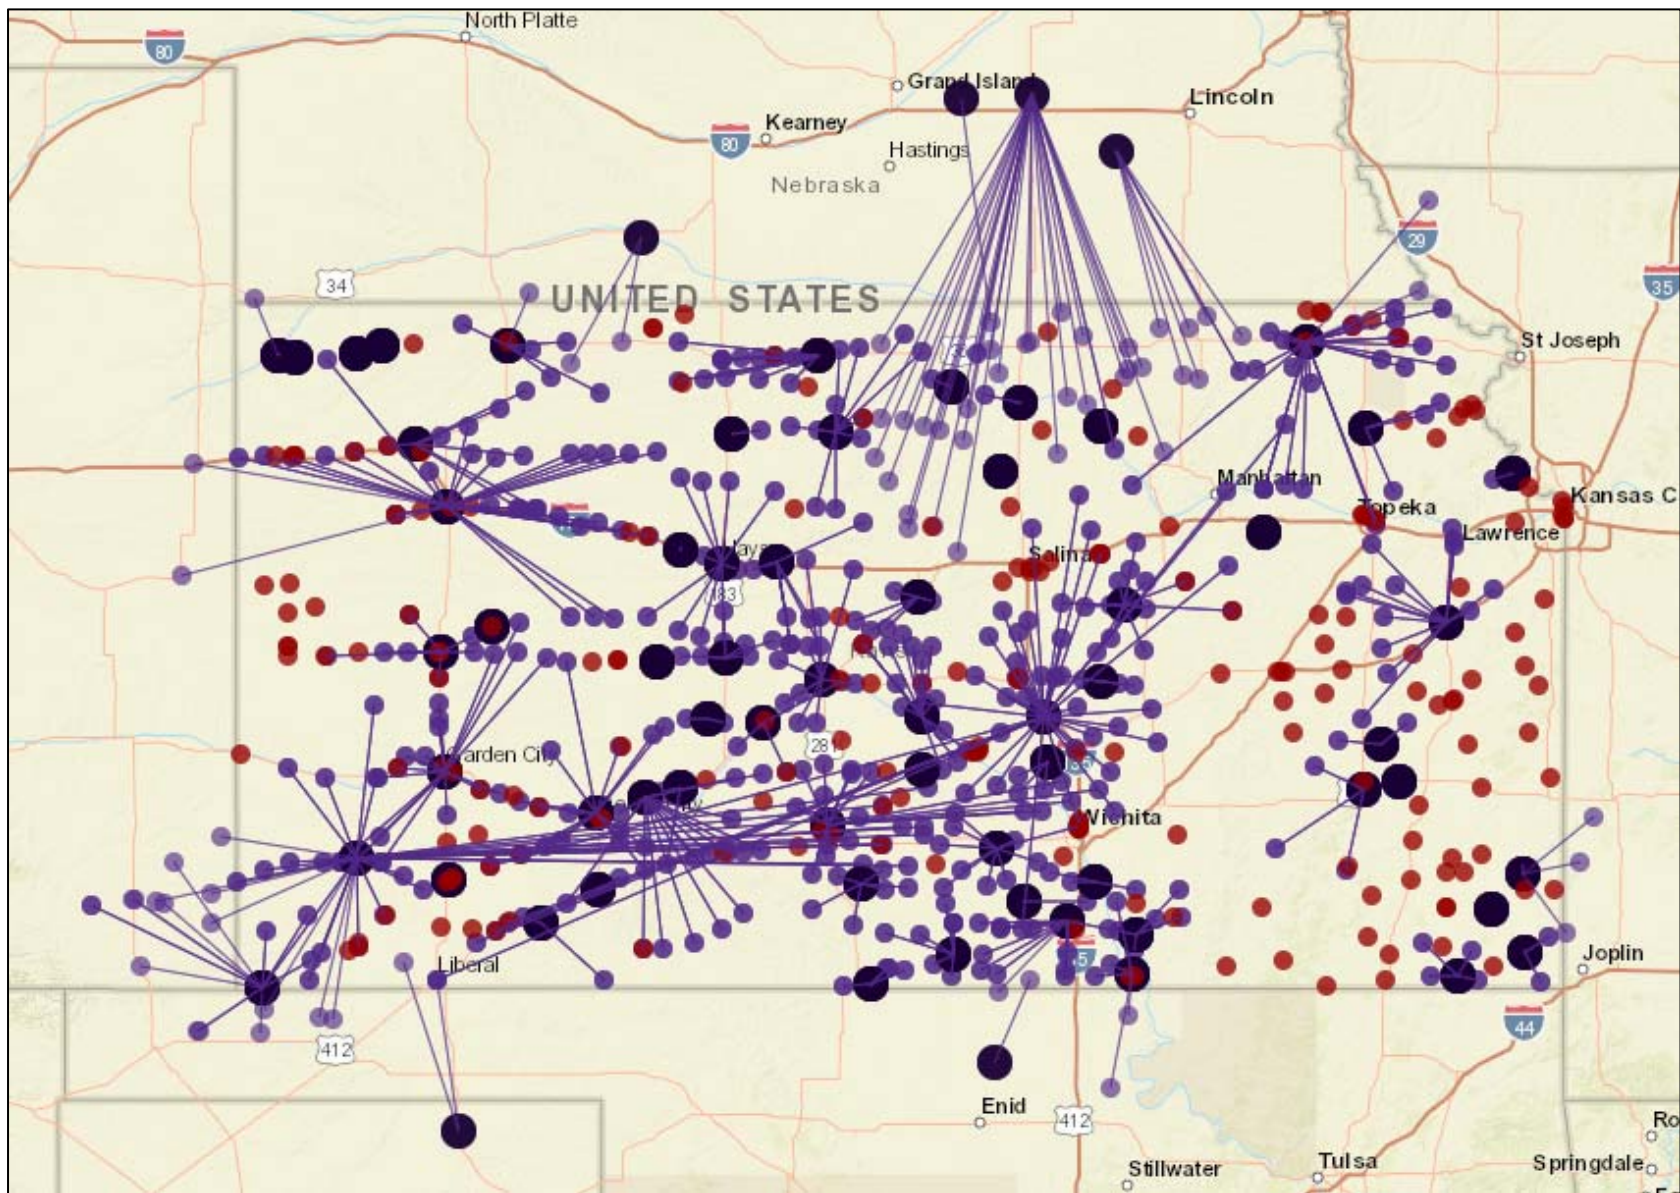 North Platte
80
Grand Island
Lincoln
Kearney
80
Hastings
Nebraska
29
34
UNITED STATES
35
St Joseph
Manhattan
Kansas C
Topeka
Lawrence
Salina
83
Garden City
281
35
Wichita
Liberal
Joplin
44
412
Enid
412
Stillwater
Tulsa
Springdale
Ro